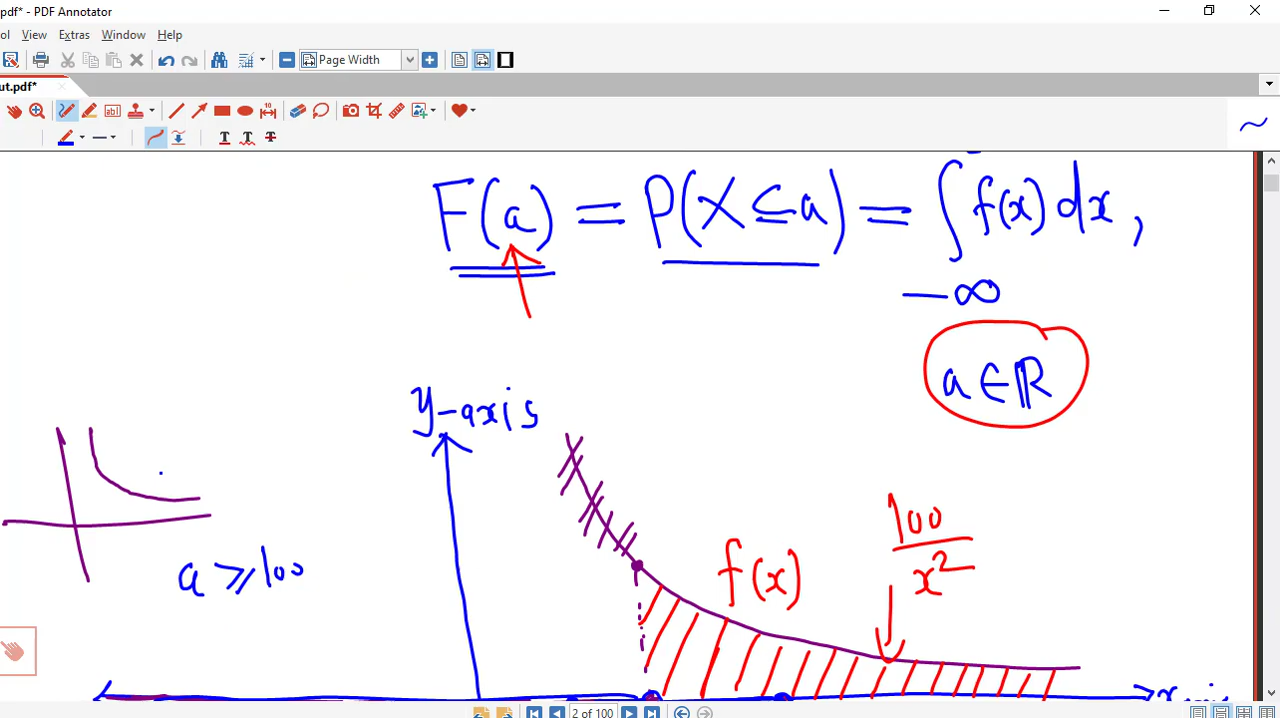 .pdf* - PDF Annotator
ol View Extras Window Help
Page Width
ut.pdf*
F(a) = P(X ≤ a) = ∫ f(x) dx,
-∞
a ∈ ℝ
y-axis
100
f(x)
x²
a ≥ 100
2 of 100